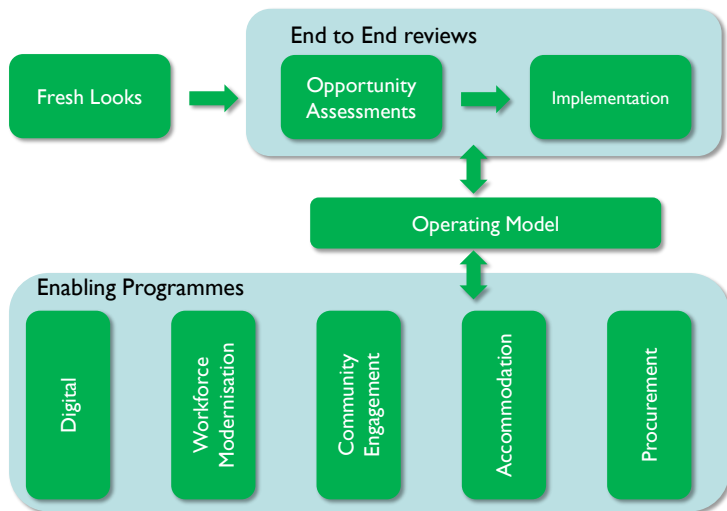 End to End reviews
Fresh Looks
Opportunity
Assessments
Implementation
Operating Model
Enabling Programmes
Digital
Workforce
Modernisation
Community
Engagement
Accommodation
Procurement